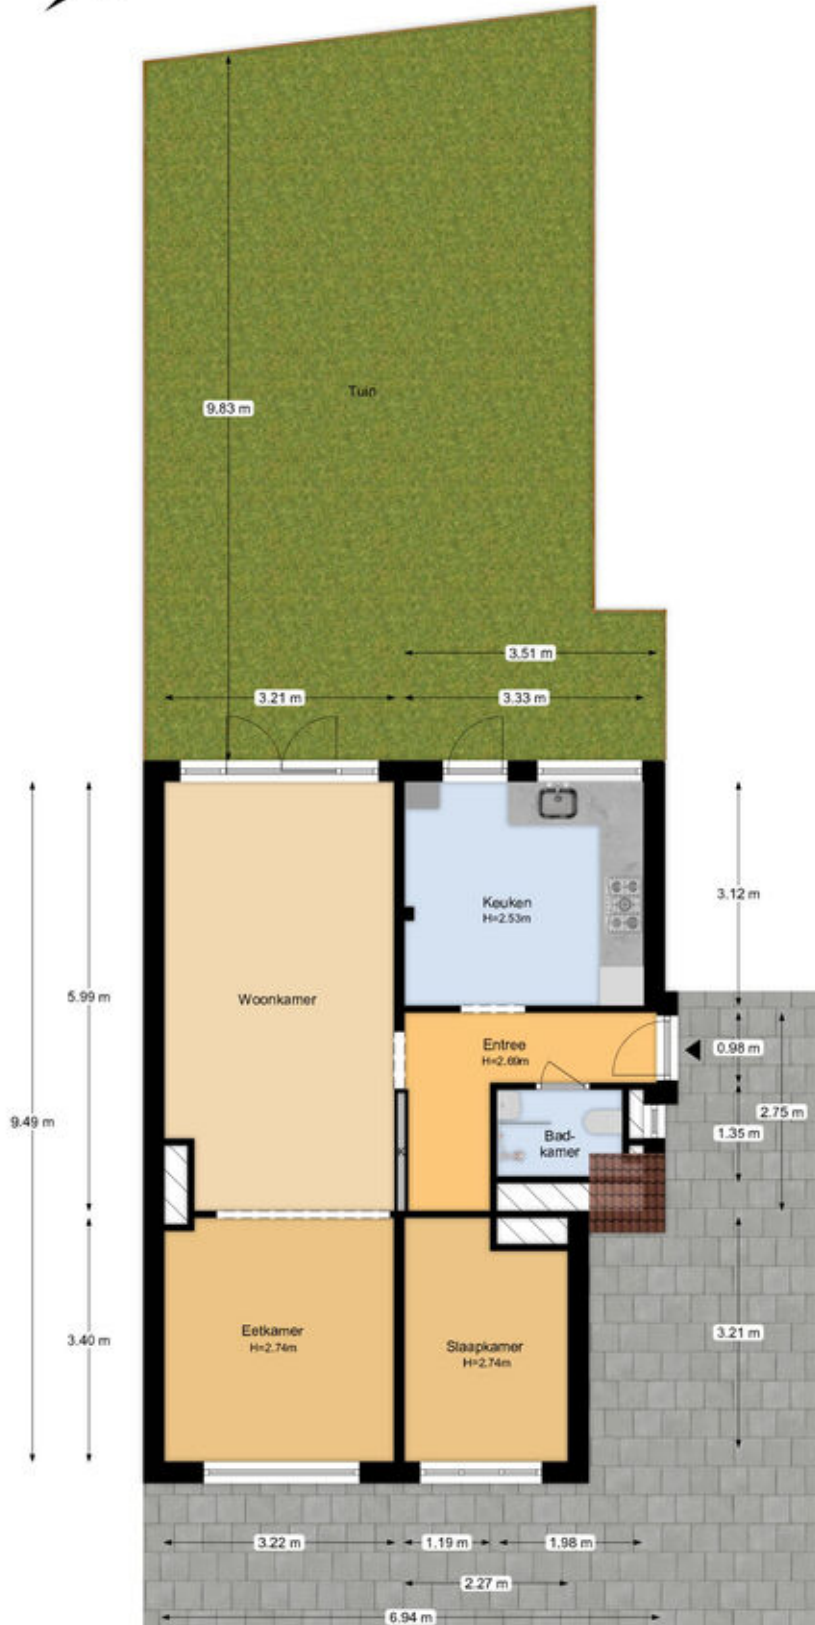 Tuin
9.83 m
3.51 m
3.21 m
3.33 m
3.12 m
Keuken
H=2.53m
5.99 m
Woonkamer
Entree
H=2.69m
0.98 m
2.75 m
9.49 m
1.35 m
Bad-
kamer
K
3.21 m
3.40 m
Eetkamer
H=2.74m
Slaapkamer
H=2.74m
3.22 m
1.19 m
1.98 m
2.27 m
6.94 m